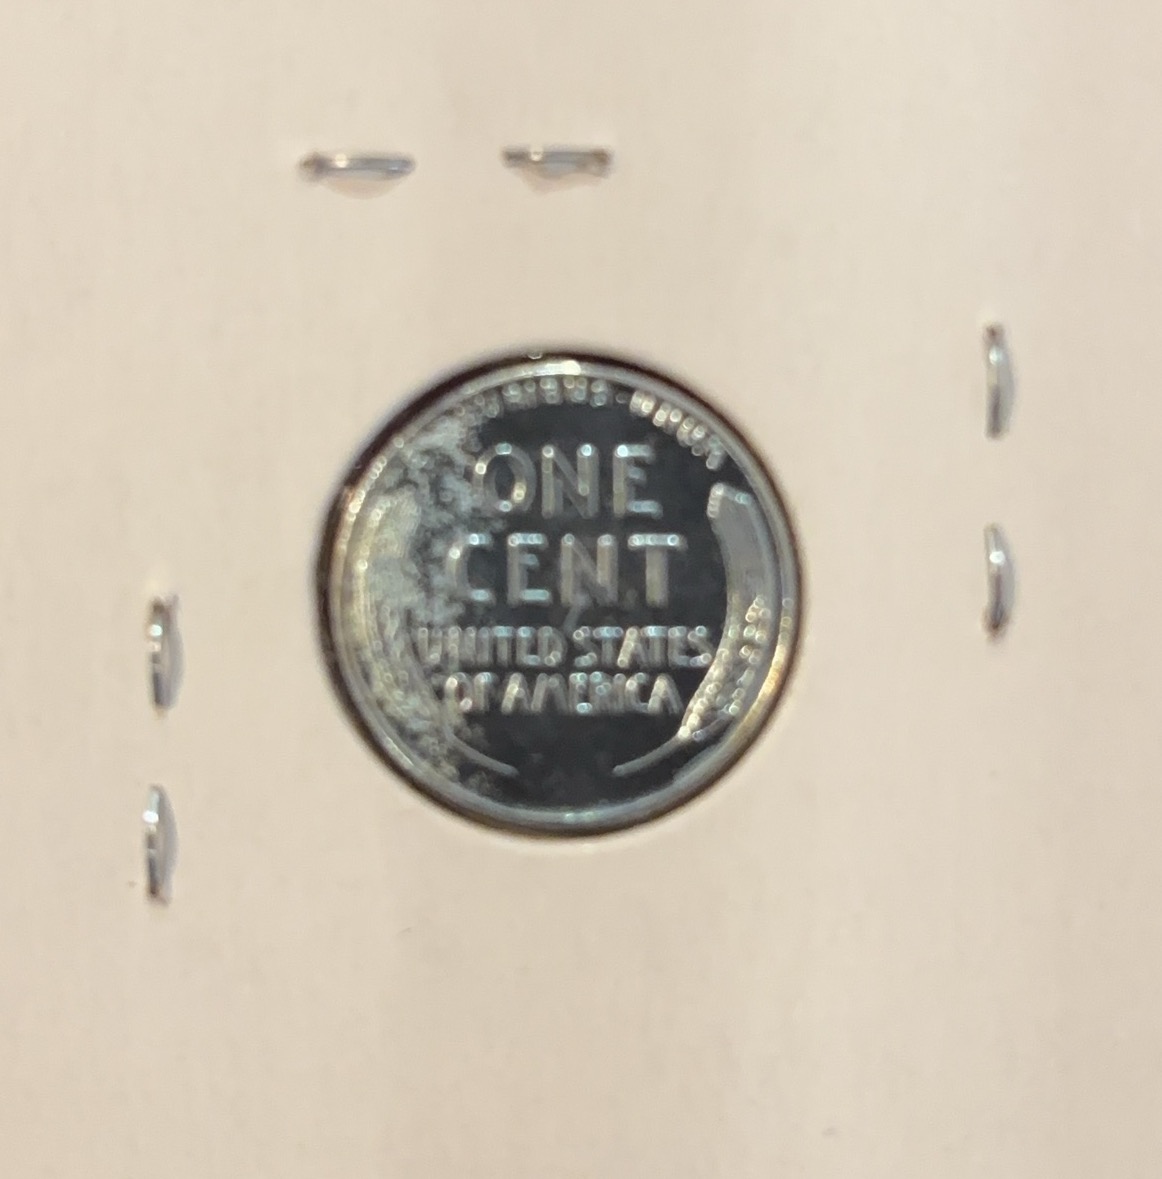 ONE
CENT
UNITED STATES
OF AMERICA